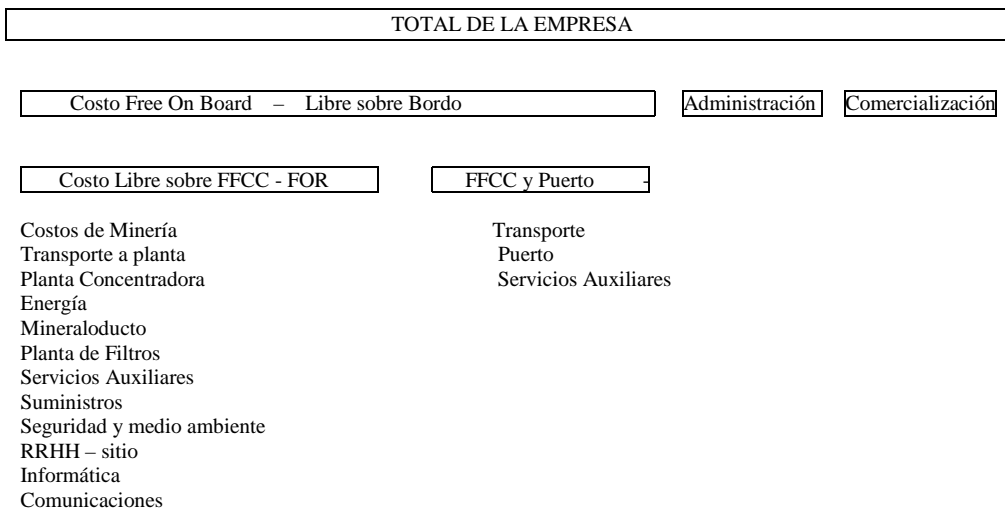 TOTAL DE LA EMPRESA
Costo Free On Board – Libre sobre Bordo Administración Comercialización
Costo Libre sobre FFCC - FOR FFCC y Puerto -
Costos de Minería Transporte
Transporte a planta Puerto
Planta Concentradora Servicios Auxiliares
Energía
Mineraloducto
Planta de Filtros
Servicios Auxiliares
Suministros
Seguridad y medio ambiente
RRHH – sitio
Informática
Comunicaciones